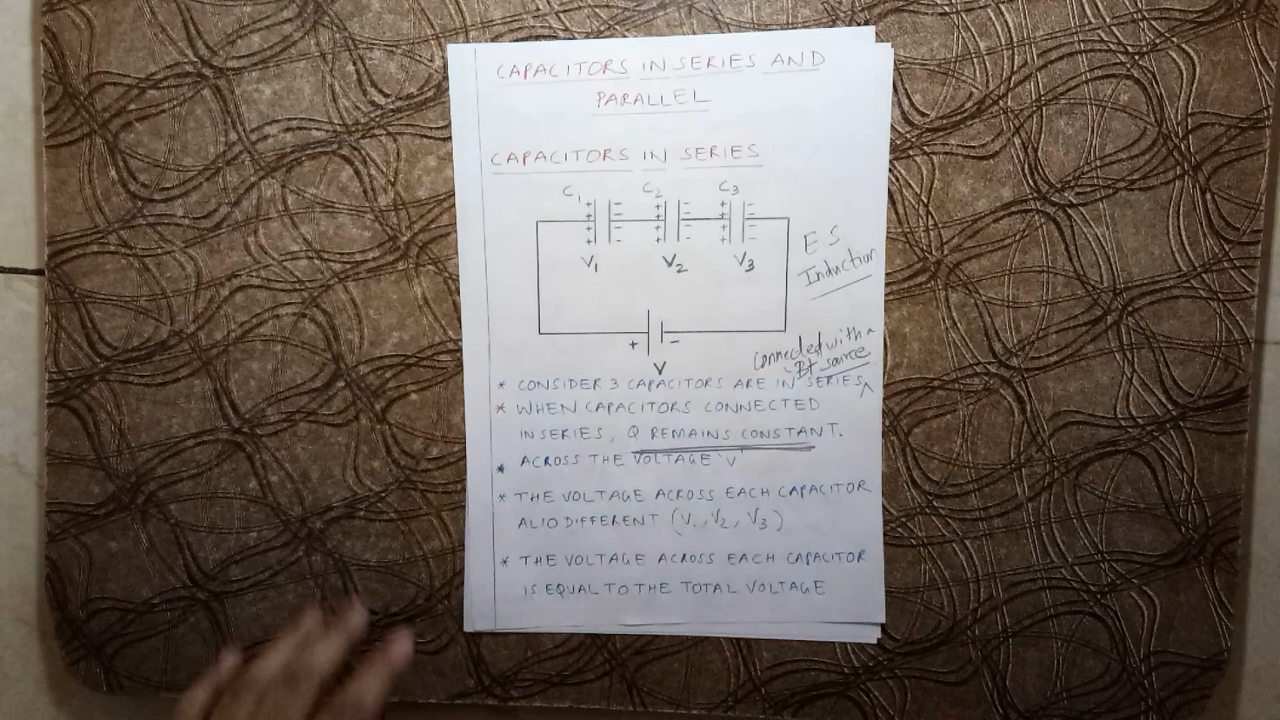 CAPACITORS IN SERIES AND
PARALLEL
CAPACITORS IN SERIES
C1 C2 C3
V1 V2 V3
E.S.
Induction
+ -
V
connected with a
Bt source
* CONSIDER 3 CAPACITORS ARE IN SERIES ^
* WHEN CAPACITORS CONNECTED
IN SERIES, Q REMAINS CONSTANT.
* ACROSS THE VOLTAGE 'V'
* THE VOLTAGE ACROSS EACH CAPACITOR
ALIO DIFFERENT (V1, V2, V3)
* THE VOLTAGE ACROSS EACH CAPACITOR
IS EQUAL TO THE TOTAL VOLTAGE